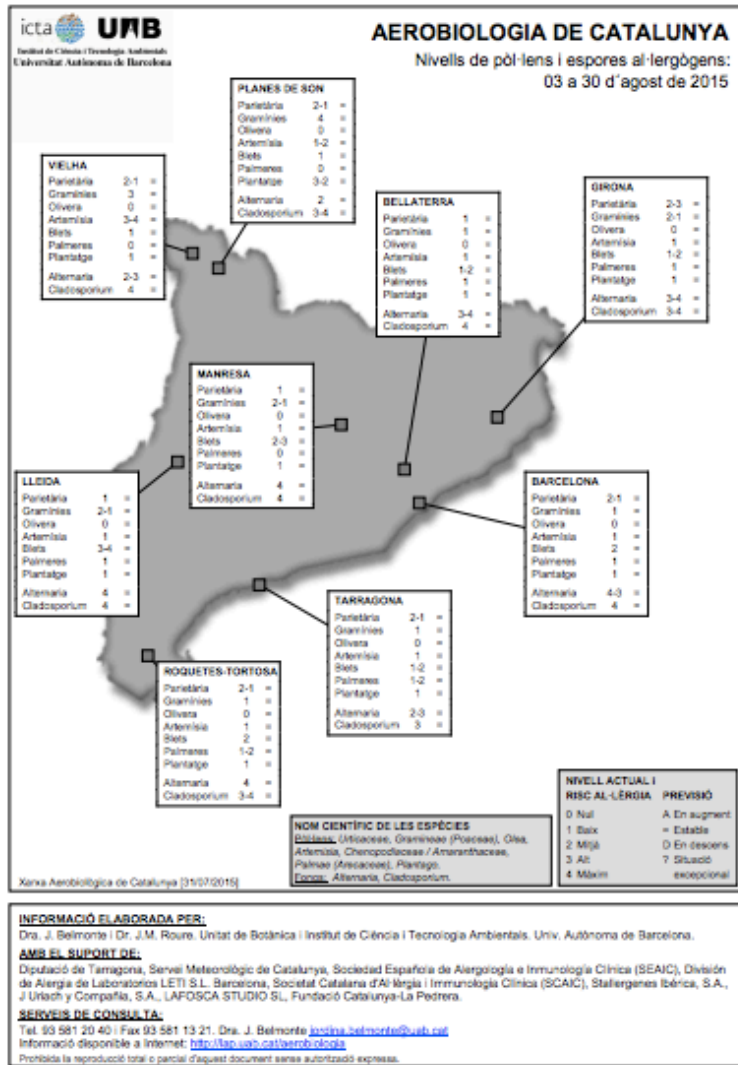 icta UAB
Institut de Ciència i Tecnologia Ambientals
Universitat Autònoma de Barcelona
AEROBIOLOGIA DE CATALUNYA
Nivells de pòl·lens i espores al·lergògens:
03 a 30 d´agost de 2015
PLANES DE SON
Parietària 2-1 =
Gramínies 4 =
Olivera 0 =
Artemísia 1-2 =
Blets 1 =
Palmeres 0 =
Plantatge 3-2 =
Alternaria 2 =
Cladosporium 3-4 =
VIELHA
Parietària 2-1 =
Gramínies 3 =
Olivera 0 =
Artemísia 3-4 =
Blets 1 =
Palmeres 0 =
Plantatge 1 =
Alternaria 2-3 =
Cladosporium 4 =
BELLATERRA
Parietària 1 =
Gramínies 1 =
Olivera 0 =
Artemísia 1 =
Blets 1-2 =
Palmeres 1 =
Plantatge 1 =
Alternaria 3-4 =
Cladosporium 4 =
GIRONA
Parietària 2-3 =
Gramínies 2-1 =
Olivera 0 =
Artemísia 1 =
Blets 1-2 =
Palmeres 1 =
Plantatge 1 =
Alternaria 3-4 =
Cladosporium 3-4 =
MANRESA
Parietària 1 =
Gramínies 2-1 =
Olivera 0 =
Artemísia 1 =
Blets 2-3 =
Palmeres 0 =
Plantatge 1 =
Alternaria 4 =
Cladosporium 4 =
LLEIDA
Parietària 1 =
Gramínies 2-1 =
Olivera 0 =
Artemísia 1 =
Blets 3-4 =
Palmeres 1 =
Plantatge 1 =
Alternaria 4 =
Cladosporium 4 =
BARCELONA
Parietària 2-1 =
Gramínies 1 =
Olivera 0 =
Artemísia 1 =
Blets 2 =
Palmeres 1 =
Plantatge 1 =
Alternaria 4-3 =
Cladosporium 4 =
TARRAGONA
Parietària 2-1 =
Gramínies 1 =
Olivera 0 =
Artemísia 1 =
Blets 1-2 =
Palmeres 1-2 =
Plantatge 1 =
Alternaria 2-3 =
Cladosporium 3 =
ROQUETES-TORTOSA
Parietària 2-1 =
Gramínies 1 =
Olivera 0 =
Artemísia 1 =
Blets 2 =
Palmeres 1-2 =
Plantatge 1 =
Alternaria 4 =
Cladosporium 3-4 =
NOM CIENTÍFIC DE LES ESPÈCIES
Pòl·lens: Urticaceae, Gramineae (Poaceae), Olea,
Artemisia, Chenopodiaceae / Amaranthaceae,
Palmae (Arecaceae), Plantago.
Fongs: Alternaria, Cladosporium.
NIVELL ACTUAL I
RISC AL·LÈRGIA PREVISIÓ
0 Nul A En augment
1 Baix = Estable
2 Mitjà D En descens
3 Alt ? Situació
4 Màxim excepcional
Xarxa Aerobiològica de Catalunya [31/07/2015]
INFORMACIÓ ELABORADA PER:
Dra. J. Belmonte i Dr. J.M. Roure. Unitat de Botànica i Institut de Ciència i Tecnologia Ambientals. Univ. Autònoma de Barcelona.
AMB EL SUPORT DE:
Diputació de Tarragona, Servei Meteorològic de Catalunya, Sociedad Española de Alergología e Inmunología Clínica (SEAIC), División
de Alergia de Laboratorios LETI S.L. Barcelona, Societat Catalana d'Al·lèrgia i Immunologia Clínica (SCAIC), Stallergenes Ibérica, S.A.,
J Uriach y Compañía, S.A., LAFOSCA STUDIO SL, Fundació Catalunya-La Pedrera.
SERVEIS DE CONSULTA:
Tel. 93 581 20 40 i Fax 93 581 13 21. Dra. J. Belmonte jordina.belmonte@uab.cat
Informació disponible a Internet: http://lap.uab.cat/aerobiologia
Prohibida la reproducció total o parcial d'aquest document sense autorització expressa.